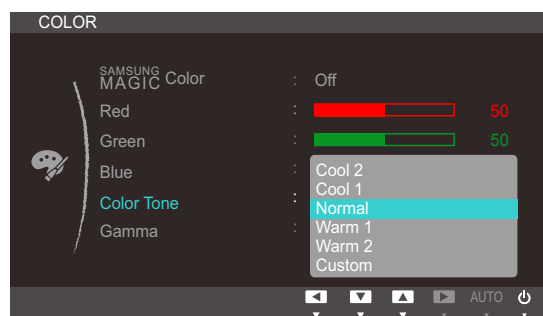 COLOR
SAMSUNG
MAGIC Color : Off
Red : 50
Green : 50
Blue :
Color Tone :
Gamma :
Cool 2
Cool 1
Normal
Warm 1
Warm 2
Custom
AUTO